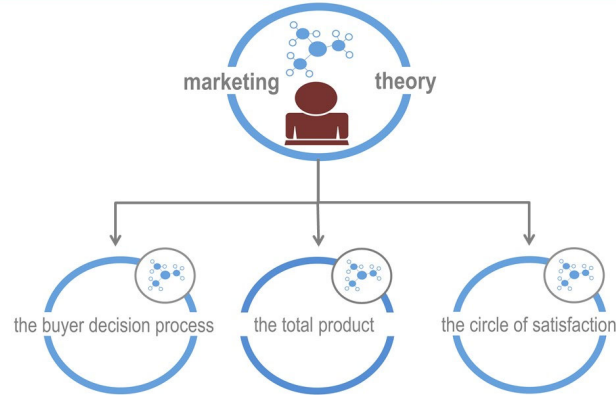 marketing theory
the buyer decision process
the total product
the circle of satisfaction